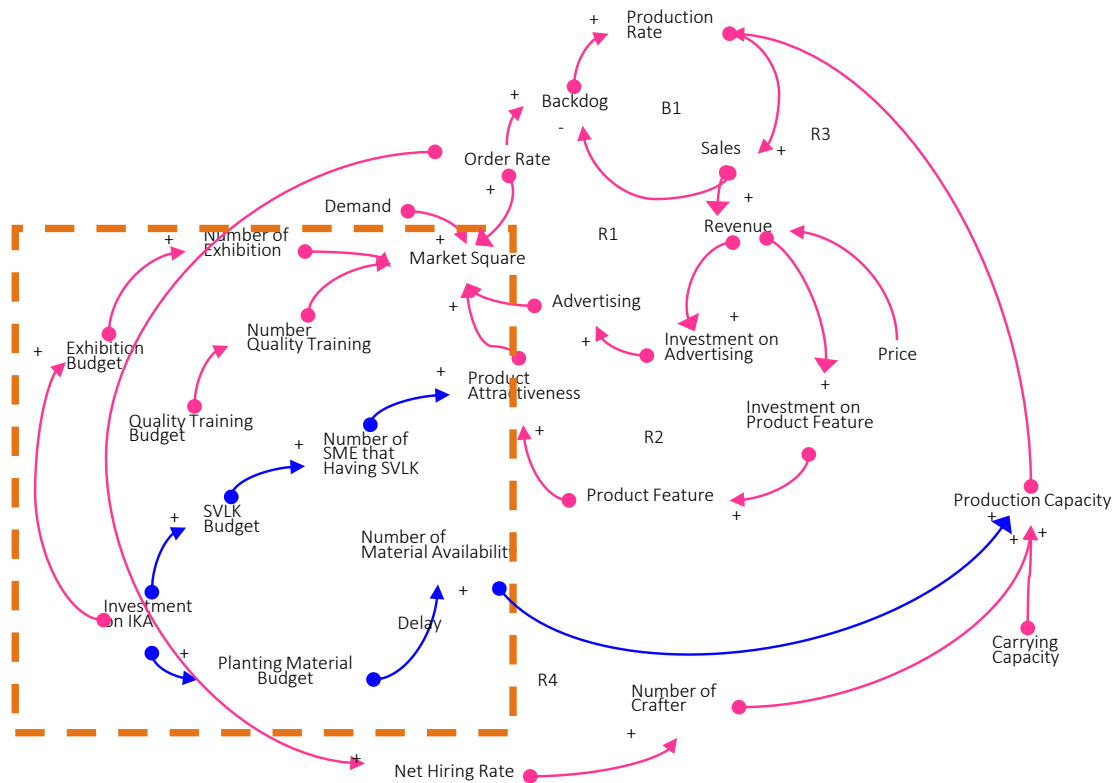 Production
Rate
+
+
Backdog
B1
-
R3
Sales
+
Order Rate
+
+
Demand
Revenue
R1
+
Number of
Exhibition
+
Market Square
Advertising
+
+
Investment on
Advertising
+
Number
Quality Training
Price
+
Exhibition
Budget
+
Product
Attractiveness
+
Investment on
Product Feature
Quality Training
Budget
+
Number of
SME that
Having SVLK
+
R2
Product Feature
+
Production Capacity
+
+
+
SVLK
Budget
+
Number of
Material Availability
+
Investment
on IKA
Delay
Carrying
Capacity
+
Planting Material
Budget
R4
Number of
Crafter
+
+
Net Hiring Rate